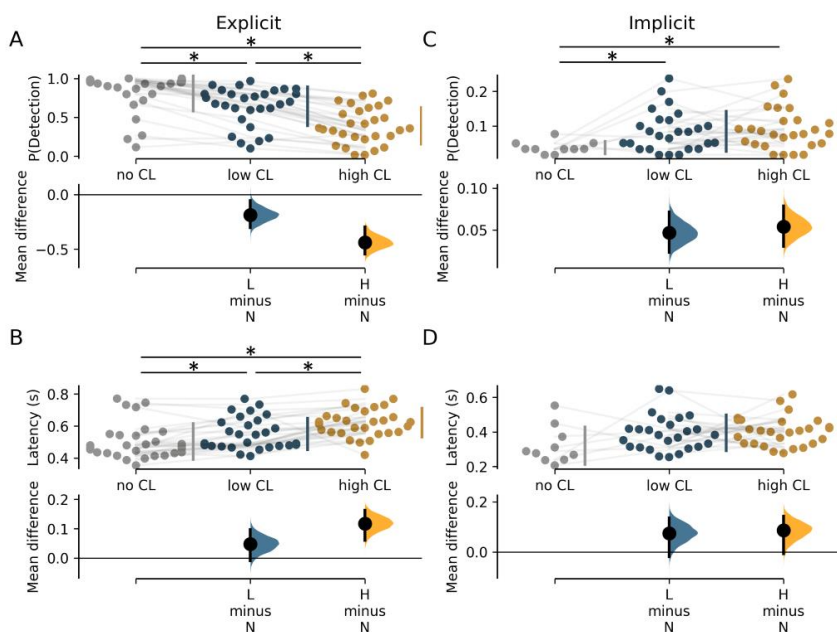 Explicit
A
*
*
*
P(Detection)
1.0
0.5
0.0
no CL
low CL
high CL
Mean difference
0.0
−0.5
L
minus
N
H
minus
N
Implicit
C
*
*
P(Detection)
0.2
0.1
no CL
low CL
high CL
Mean difference
0.10
0.05
L
minus
N
H
minus
N
B
*
*
*
Latency (s)
0.8
0.6
0.4
no CL
low CL
high CL
Mean difference
0.2
0.1
0.0
L
minus
N
H
minus
N
D
Latency (s)
0.6
0.4
0.2
no CL
low CL
high CL
Mean difference
0.2
0.0
L
minus
N
H
minus
N